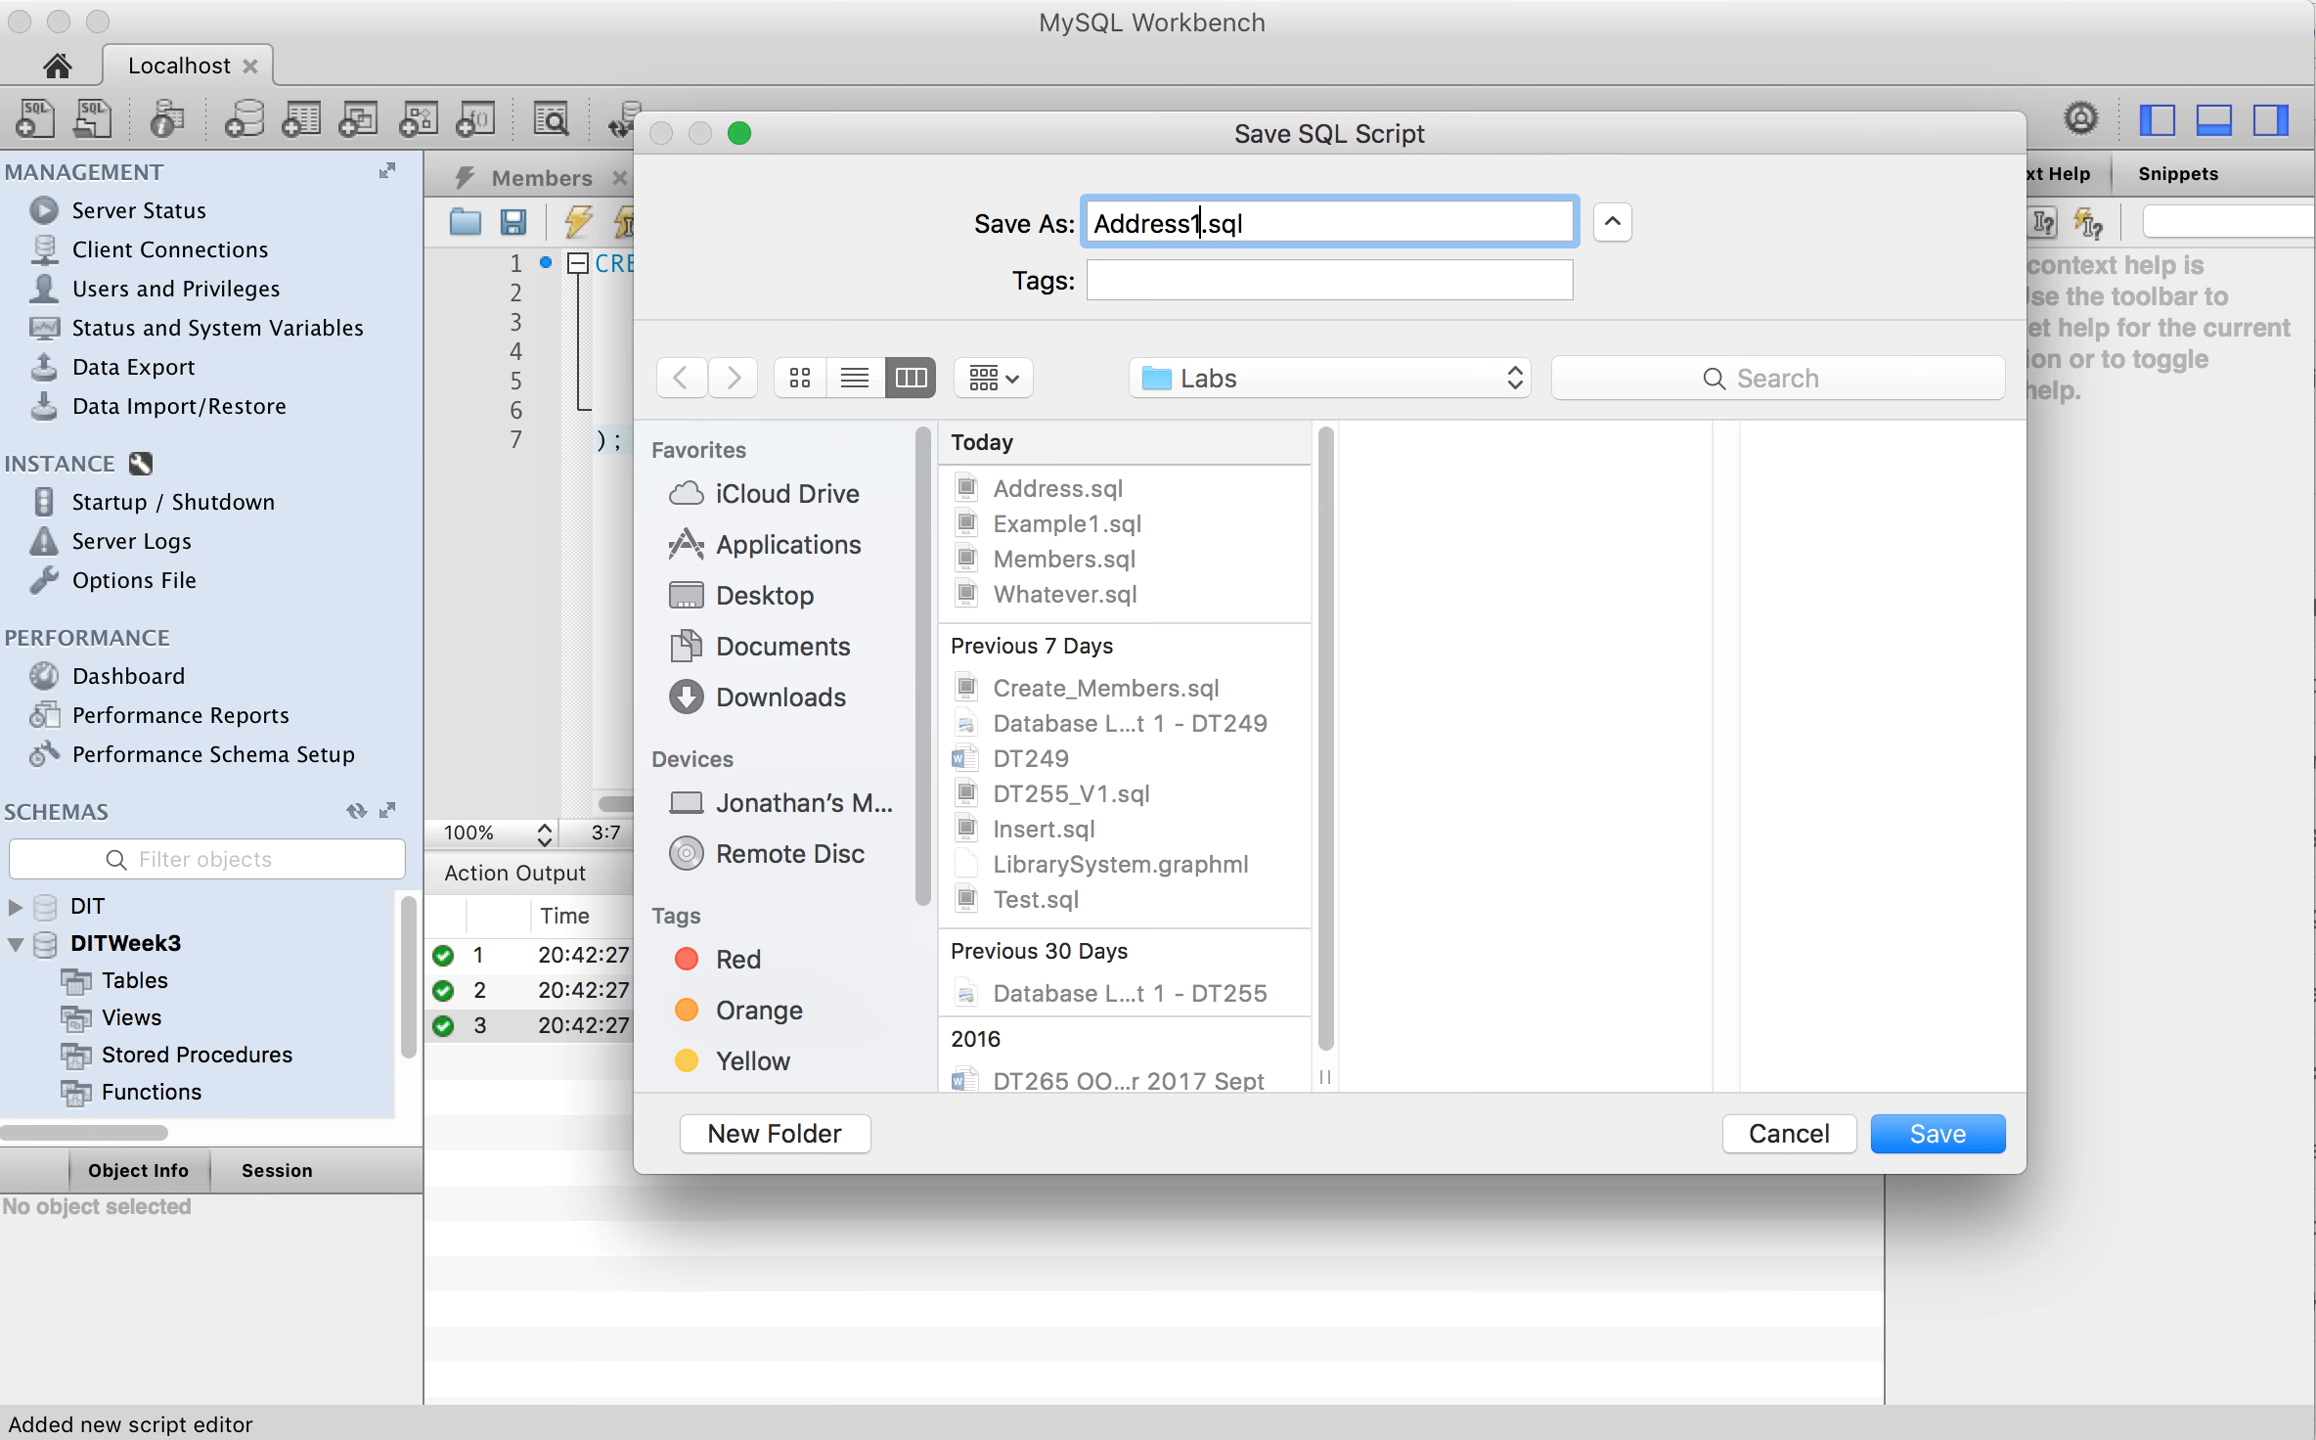 MySQL Workbench
Localhost
MANAGEMENT
Server Status
Client Connections
Users and Privileges
Status and System Variables
Data Export
Data Import/Restore
INSTANCE
Startup / Shutdown
Server Logs
Options File
PERFORMANCE
Dashboard
Performance Reports
Performance Schema Setup
SCHEMAS
Filter objects
DIT
DITWeek3
Tables
Views
Stored Procedures
Functions
Object Info Session
No object selected
Added new script editor
Members
1 CRE
2
3
4
5
6
7 );
100% 3:7
Action Output
Time
1 20:42:27
2 20:42:27
3 20:42:27
Save SQL Script
Save As: Address1.sql
Tags:
Labs
Search
Favorites
iCloud Drive
Applications
Desktop
Documents
Downloads
Devices
Jonathan's M...
Remote Disc
Tags
Red
Orange
Yellow
Today
Address.sql
Example1.sql
Members.sql
Whatever.sql
Previous 7 Days
Create_Members.sql
Database L...t 1 - DT249
DT249
DT255_V1.sql
Insert.sql
LibrarySystem.graphml
Test.sql
Previous 30 Days
Database L...t 1 - DT255
2016
DT265 OO...r 2017 Sept
New Folder
Cancel
Save
xt Help
Snippets
context help is
se the toolbar to
et help for the current
ion or to toggle
help.